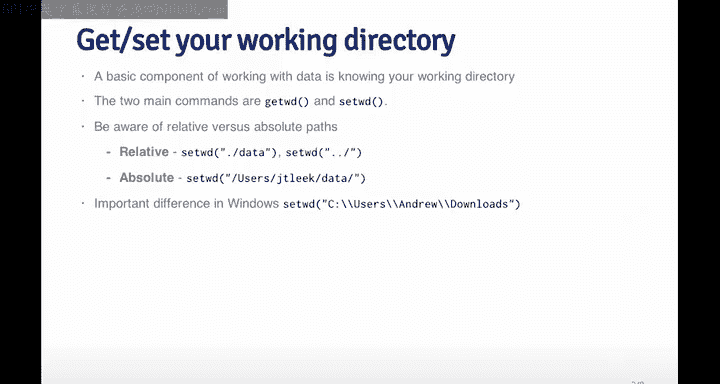 Get/set your working directory
· A basic component of working with data is knowing your working directory
· The two main commands are getwd() and setwd().
· Be aware of relative versus absolute paths
- Relative - setwd("./data"), setwd("../")
- Absolute - setwd("/Users/jtleek/data/")
· Important difference in Windows setwd("C:\\Users\\Andrew\\Downloads")